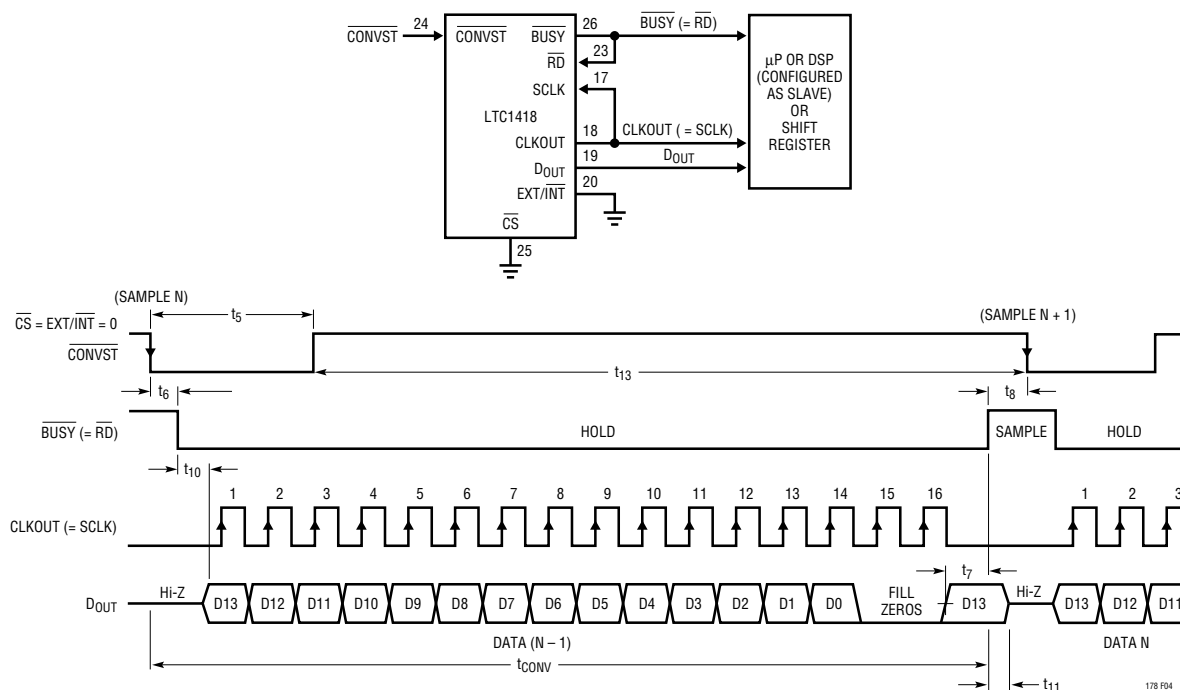 24 26 BUSY (= RD)
CONVST CONVST BUSY
23
RD
17
SCLK
LTC1418
18 CLKOUT ( = SCLK)
CLKOUT
19 DOUT
DOUT
20
EXT/INT
CS
25
µP OR DSP
(CONFIGURED
AS SLAVE)
OR
SHIFT
REGISTER
(SAMPLE N) (SAMPLE N + 1)
CS = EXT/INT = 0 t5
CONVST
t13
t6 t8
BUSY (= RD) HOLD SAMPLE HOLD
t10
1 2 3 4 5 6 7 8 9 10 11 12 13 14 15 16 1 2 3
CLKOUT (= SCLK)
t7
DOUT Hi-Z D13 D12 D11 D10 D9 D8 D7 D6 D5 D4 D3 D2 D1 D0 FILL ZEROS D13 Hi-Z D13 D12 D11
DATA (N – 1) DATA N
tCONV
t11
178 F04